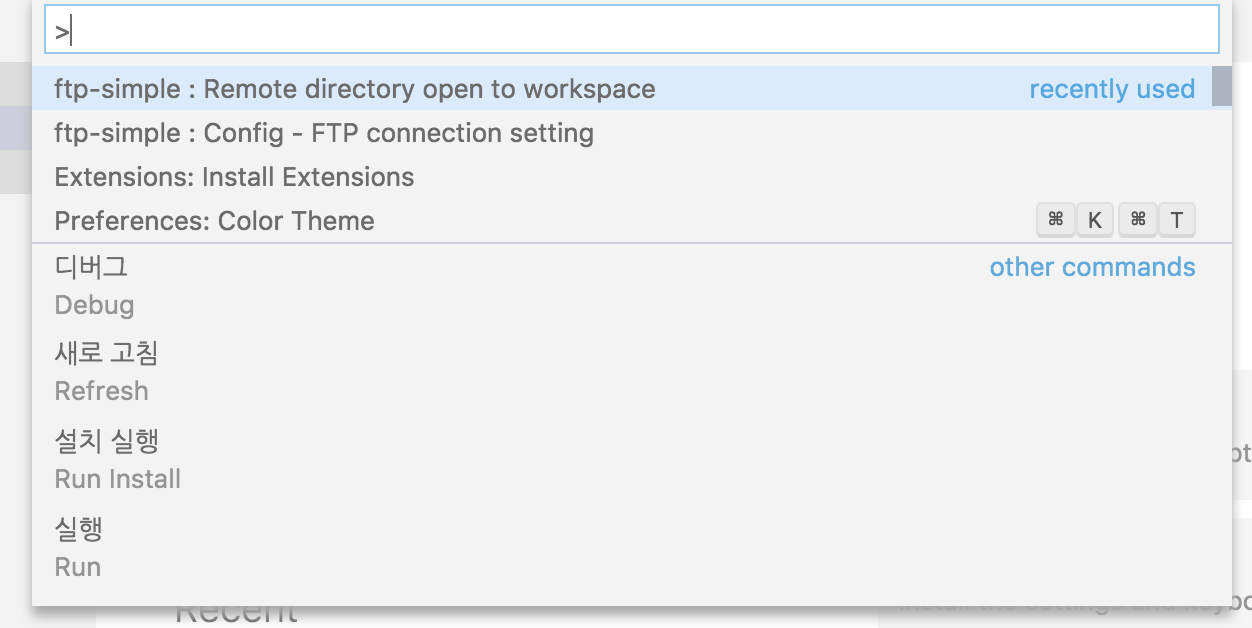 >
ftp-simple : Remote directory open to workspace recently used
ftp-simple : Config - FTP connection setting
Extensions: Install Extensions
Preferences: Color Theme ⌘ K ⌘ T
디버그 other commands
Debug
새로 고침
Refresh
설치 실행
Run Install
실행
Run
Recent